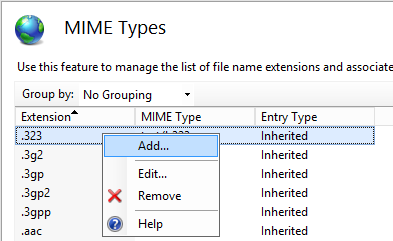 MIME Types
Use this feature to manage the list of file name extensions and associate
Group by: No Grouping
Extension MIME Type Entry Type
.323 Inherited
Add...
.3g2 Inherited
.3gp Edit... Inherited
.3gp2 Remove Inherited
.3gpp Inherited
.aac Help Inherited